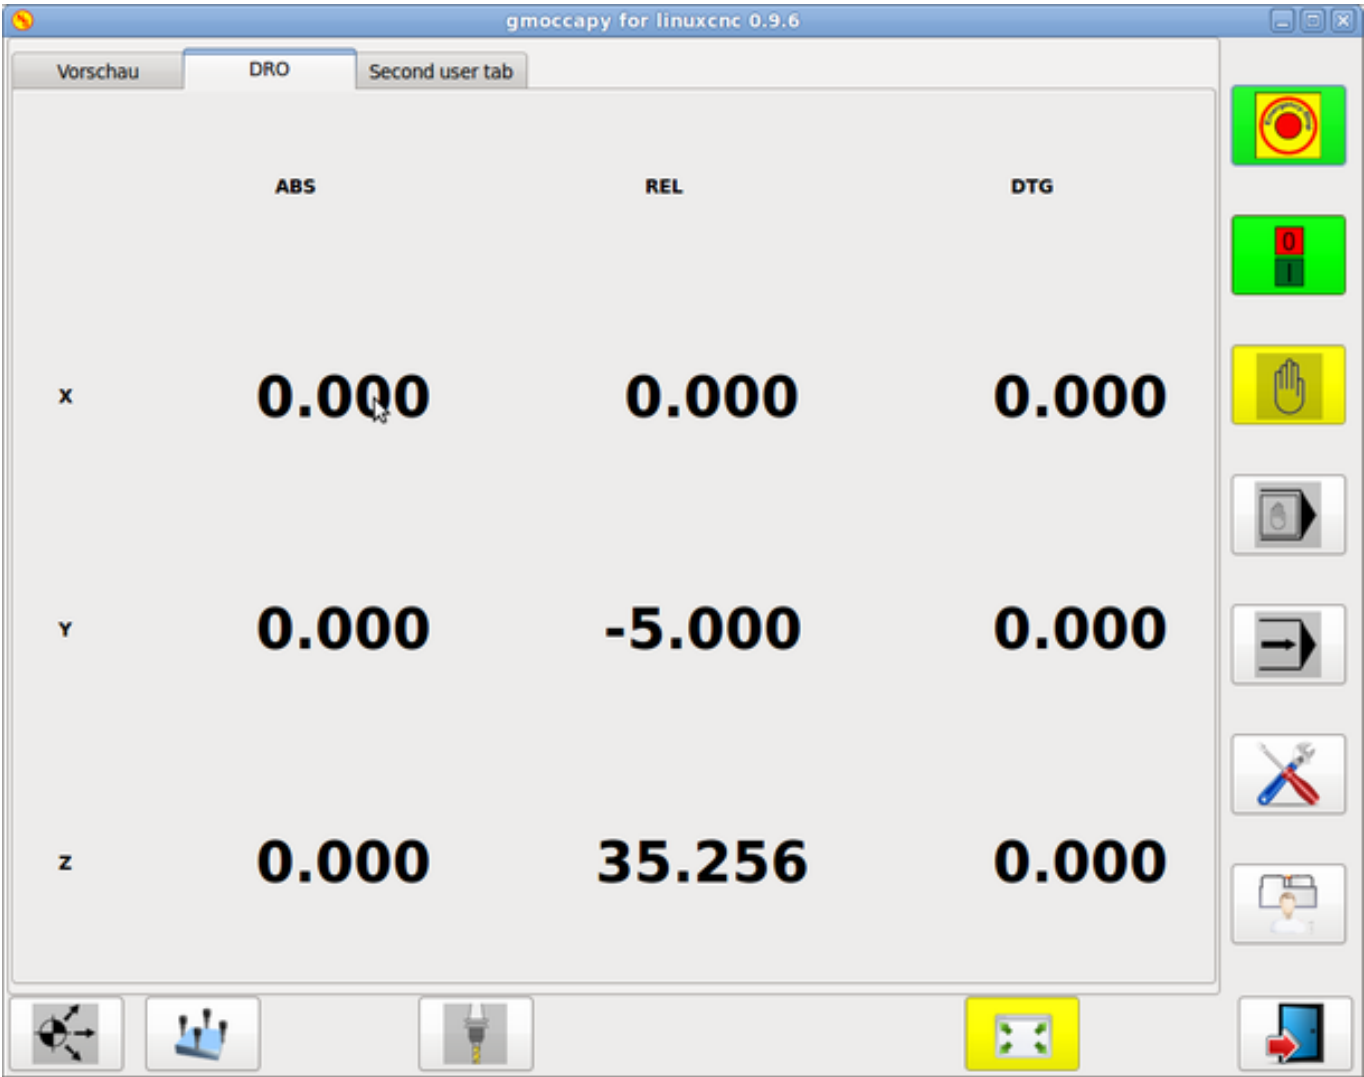 gmoccapy for linuxcnc 0.9.6
Vorschau DRO Second user tab
ABS REL DTG
X 0.000 0.000 0.000
Y 0.000 -5.000 0.000
Z 0.000 35.256 0.000
0
I